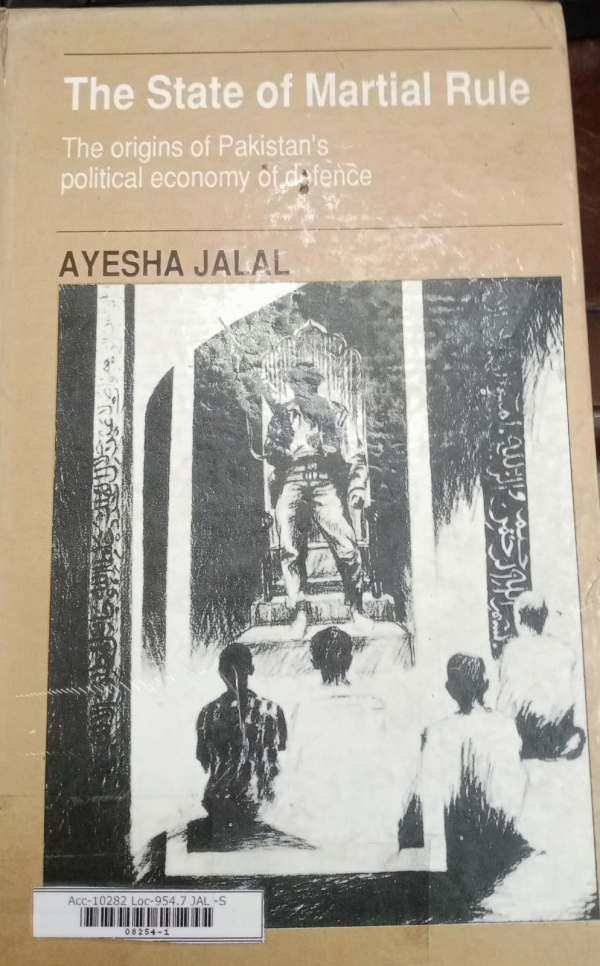 The State of Martial Rule
The origins of Pakistan's
political economy of defence
AYESHA JALAL
Acc-10282 Loc-954.7 JAL -S
08254-1